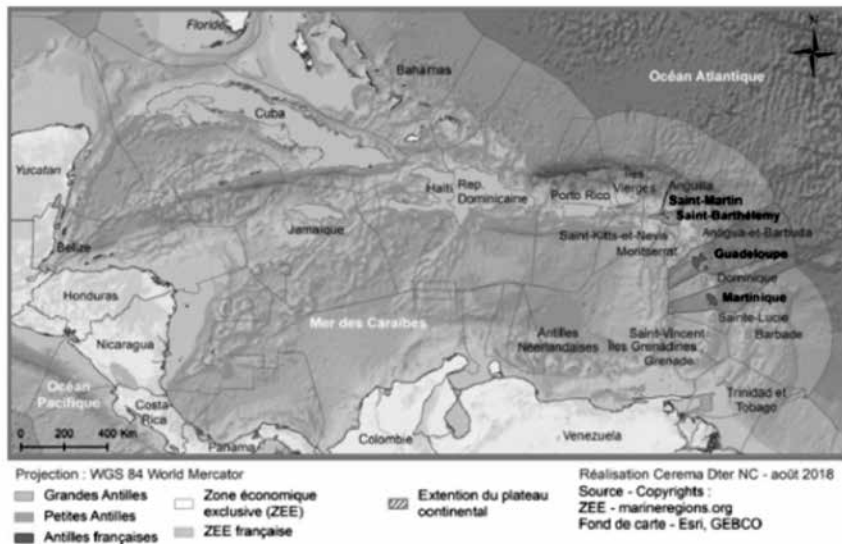 N
Floride
Bahamas
Océan Atlantique
Cuba
Yucatan
Haïti
Rep.
Dominicaine
Porto Rico
Îles
Vierges
Anguilla
Saint-Martin
Saint-Barthélemy
Belize
Jamaïque
Saint-Kitts-et-Nevis
Antigua-et-Barbuda
Montserrat
Guadeloupe
Dominique
Honduras
Martinique
Mer des Caraïbes
Sainte-Lucie
Barbade
Nicaragua
Antilles
Néerlandaises
Saint-Vincent
Îles Grenadines
Grenade
Océan
Pacifique
Costa-
Rica
Trinidad et
Tobago
0 200 400 Km
Panama
Colombie
Venezuela
Projection : WGS 84 World Mercator
Réalisation Cerema Dter NC - août 2018
Grandes Antilles
Petites Antilles
Antilles françaises
Zone économique
exclusive (ZEE)
ZEE française
Extention du plateau
continental
Source - Copyrights :
ZEE - marineregions.org
Fond de carte - Esri, GEBCO